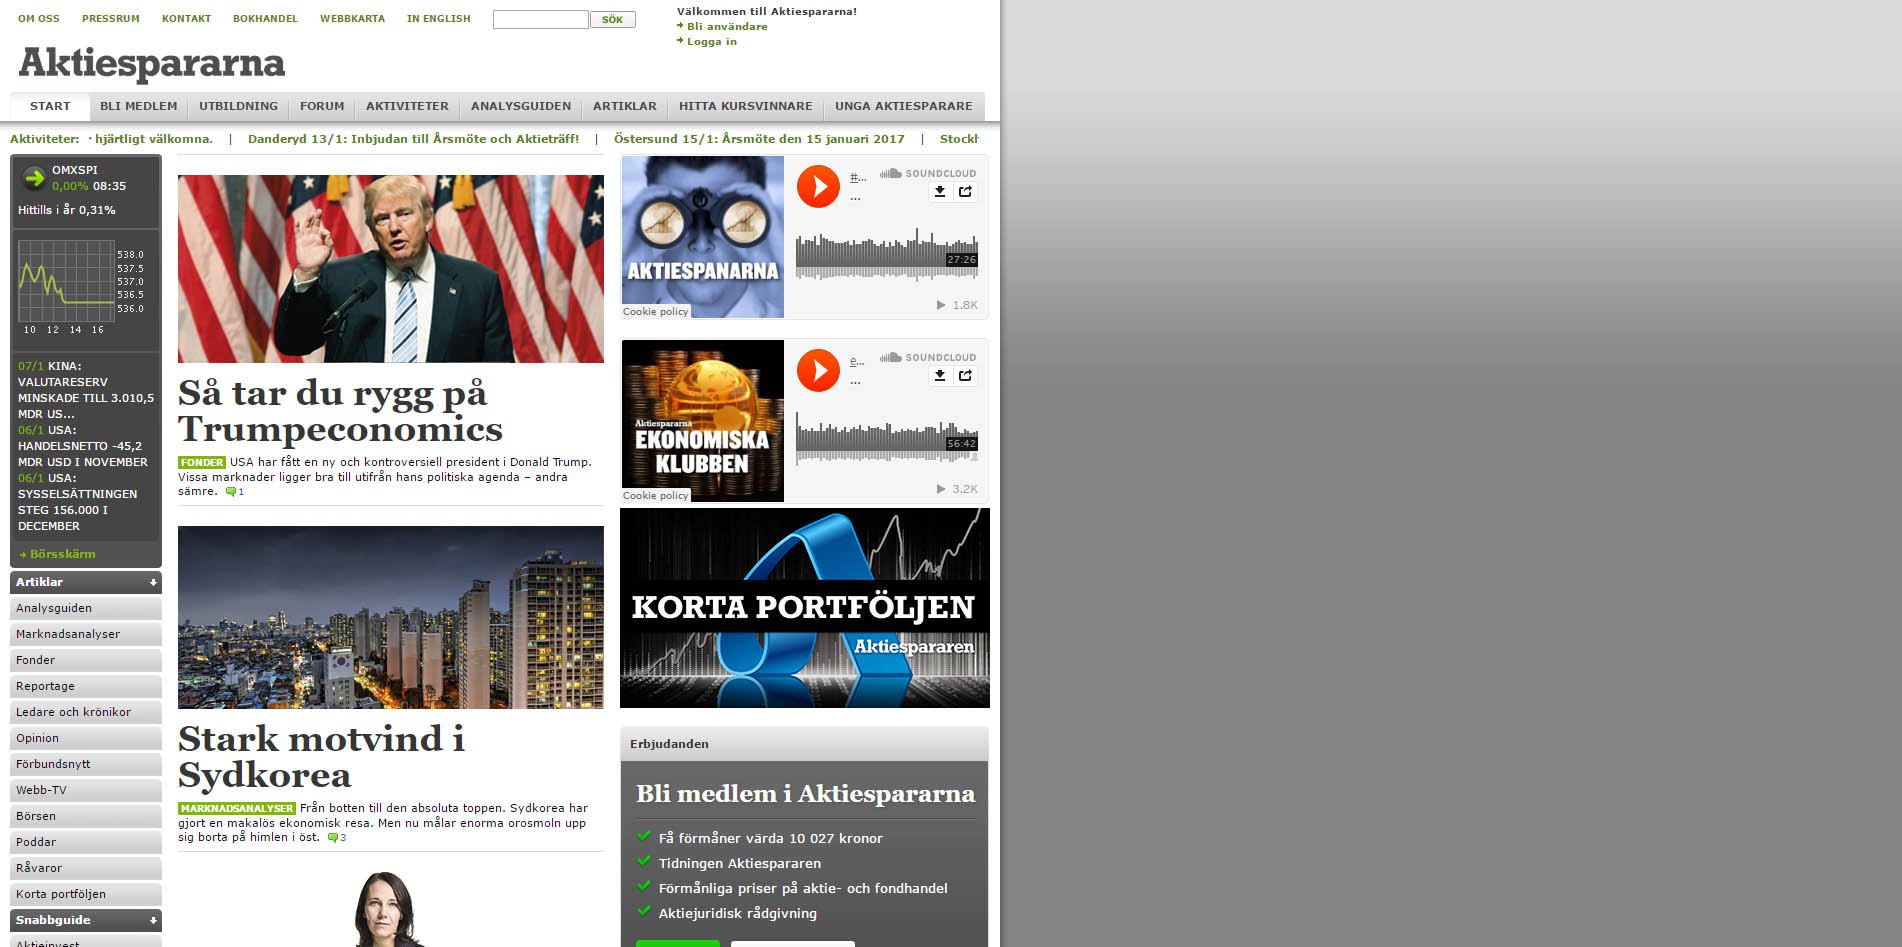 OM OSS PRESSRUM KONTAKT BOKHANDEL WEBBKARTA IN ENGLISH SÖK
Välkommen till Aktiespararna!
Bli användare
Logga in
Aktiespararna
START BLI MEDLEM UTBILDNING FORUM AKTIVITETER ANALYSGUIDEN ARTIKLAR HITTA KURSVINNARE UNGA AKTIESPARARE
Aktiviteter: · hjärtligt välkomna. | Danderyd 13/1: Inbjudan till Årsmöte och Aktieträff! | Östersund 15/1: Årsmöte den 15 januari 2017 |
OMXSPI
0,00% 08:35
Hittills i år 0,31%
538.0
537.5
537.0
536.5
536.0
10 12 14 16
07/1 KINA:
VALUTARESERV
MINSKADE TILL 3.010,5
MDR US...
06/1 USA:
HANDELSNETTO -45,2
MDR USD I NOVEMBER
06/1 USA:
SYSSELSÄTTNINGEN
STEG 156.000 I
DECEMBER
Börsskärm
Artiklar
Analysguiden
Marknadsanalyser
Fonder
Reportage
Ledare och krönikor
Opinion
Förbundsnytt
Webb-TV
Börsen
Poddar
Råvaror
Korta portföljen
Snabbguide
Aktieinvest
Så tar du rygg på
Trumpeconomics
FONDER USA har fått en ny och kontroversiell president i Donald Trump.
Vissa marknader ligger bra till utifrån hans politiska agenda – andra
sämre. 1
Stark motvind i
Sydkorea
MARKNADSANALYSER Från botten till den absoluta toppen. Sydkorea har
gjort en makalös ekonomisk resa. Men nu målar enorma orosmoln upp
sig borta på himlen i öst. 3
AKTIESPANARNA
Cookie policy
#...
...
SOUNDCLOUD
27:26
1.8K
Aktiespararna
EKONOMISKA
KLUBBEN
Cookie policy
e...
...
SOUNDCLOUD
56:42
3.2K
KORTA PORTFÖLJEN
Aktiespararen
Erbjudanden
Bli medlem i Aktiespararna
Få förmåner värda 10 027 kronor
Tidningen Aktiespararen
Förmånliga priser på aktie- och fondhandel
Aktiejuridisk rådgivning